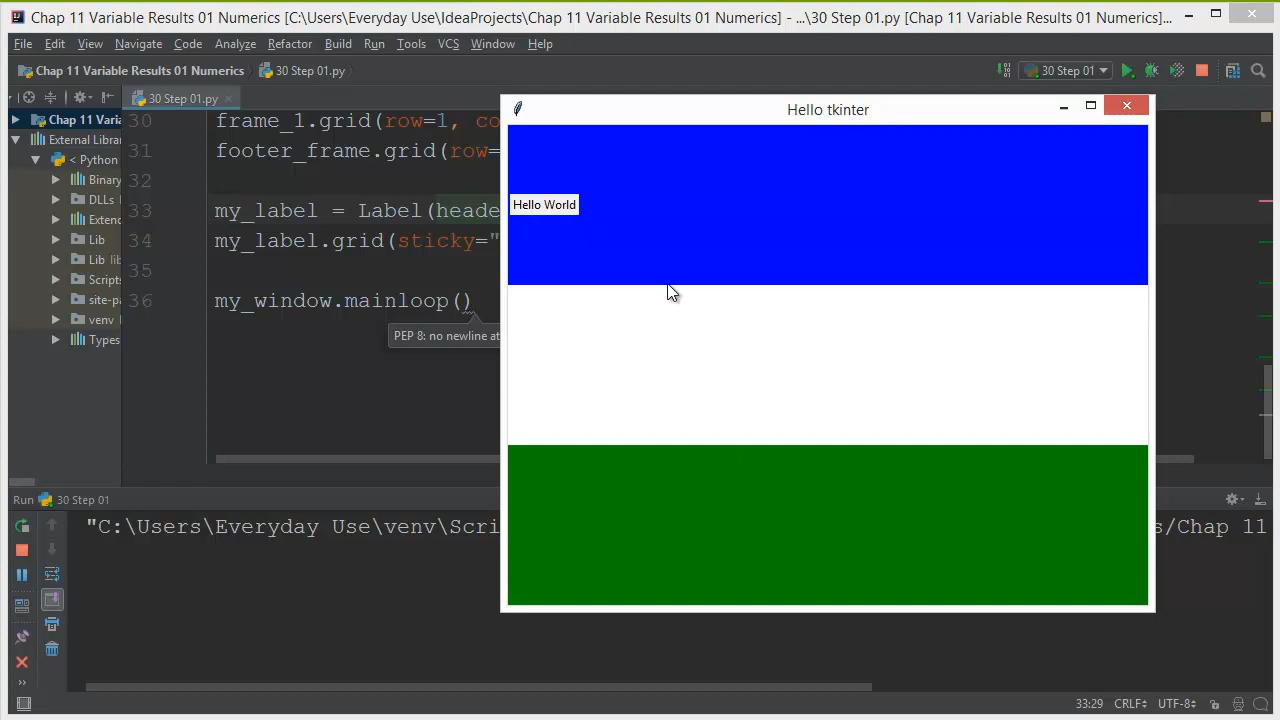 Chap 11 Variable Results 01 Numerics [C:\Users\Everyday Use\IdeaProjects\Chap 11 Variable Results 01 Numerics] - ...\30 Step 01.py [Chap 11 Variable Results 01 Numerics]...
File Edit View Navigate Code Analyze Refactor Build Run Tools VCS Window Help
Chap 11 Variable Results 01 Numerics 30 Step 01.py 30 Step 01
30 Step 01.py
Hello tkinter
Chap 11 Varia
30 frame_1.grid(row=1, co
External Librar
31 footer_frame.grid(row=
< Python
32
Binary
DLLs
33 my_label = Label(heade
Hello World
Extend
Lib
34 my_label.grid(sticky="
Lib lib
35
Scripts
site-pa
36 my_window.mainloop()
venv
PEP 8: no newline at
Types
Run 30 Step 01
"C:\Users\Everyday Use\venv\Scri
s/Chap 11
33:29 CRLF UTF-8